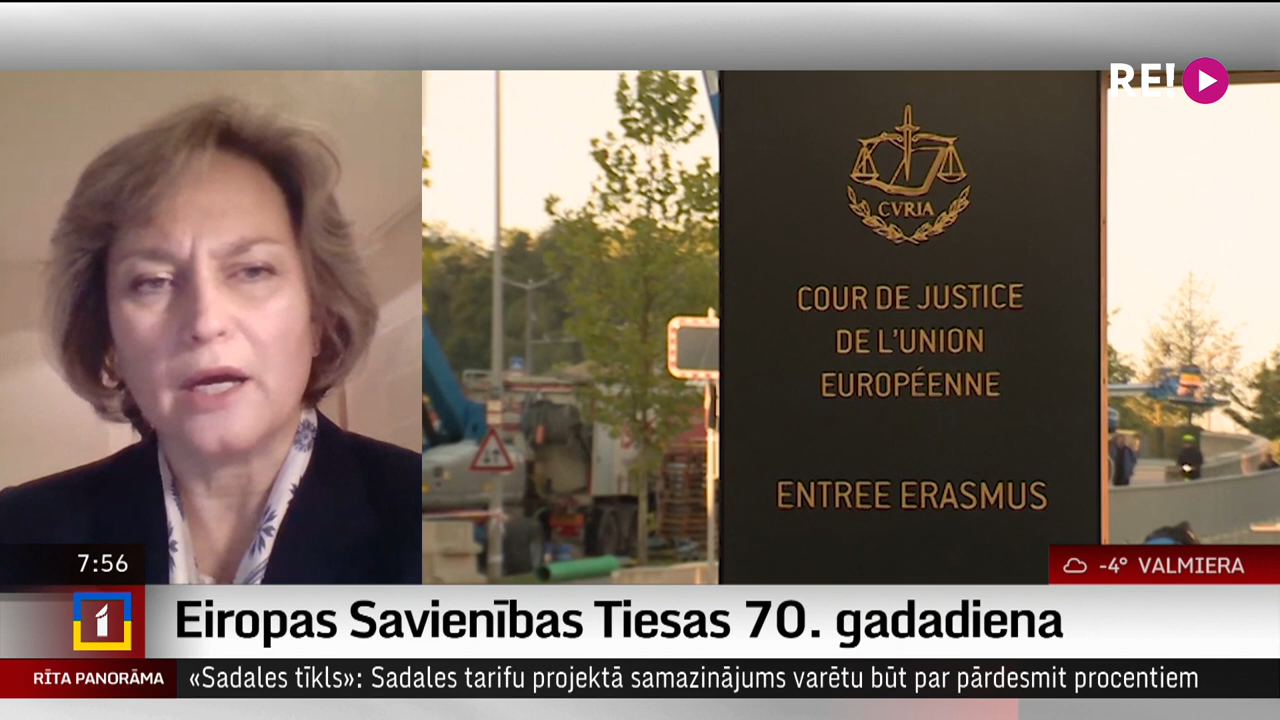 RE!
CVRIA
COUR DE JUSTICE
DE L'UNION
EUROPÉENNE
ENTREE ERASMUS
7:56
-4° VALMIERA
1
Eiropas Savienības Tiesas 70. gadadiena
RĪTA PANORĀMA
«Sadales tīkls»: Sadales tarifu projektā samazinājums varētu būt par pārdesmit procentiem